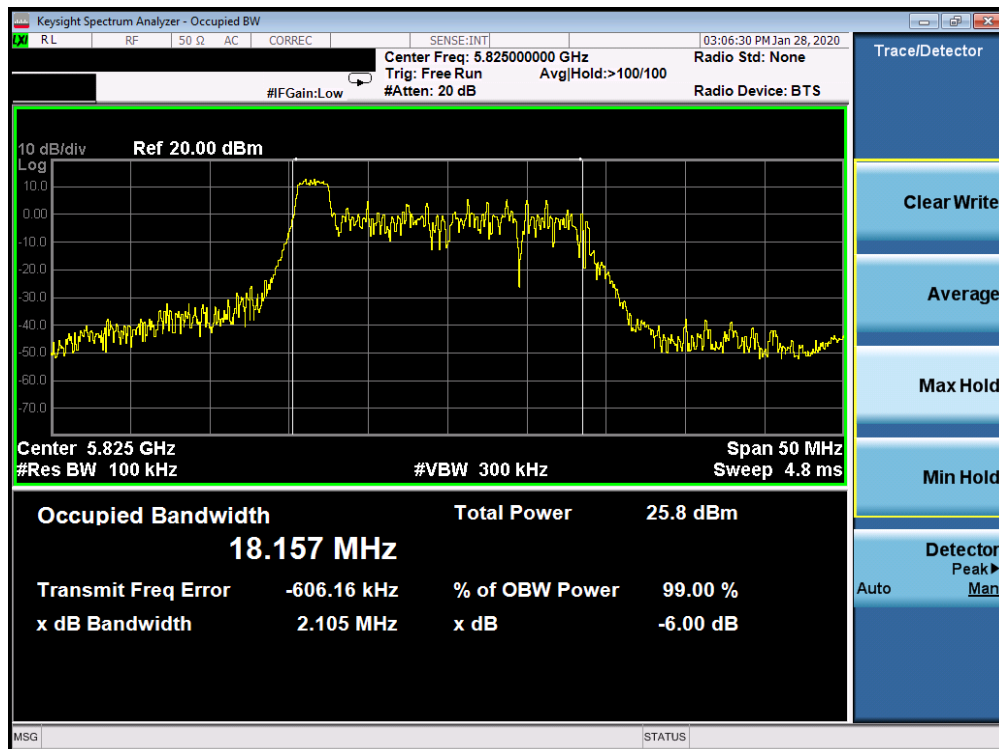 Keysight Spectrum Analyzer - Occupied BW
LXI RL RF 50 Ω AC CORREC SENSE:INT 03:06:30 PM Jan 28, 2020
Center Freq: 5.825000000 GHz Radio Std: None
Trig: Free Run Avg|Hold:>100/100
#IFGain:Low #Atten: 20 dB Radio Device: BTS
Trace/Detector
10 dB/div Ref 20.00 dBm
Log
10.0
0.00
-10.0
-20.0
-30.0
-40.0
-50.0
-60.0
-70.0
Center 5.825 GHz Span 50 MHz
#Res BW 100 kHz #VBW 300 kHz Sweep 4.8 ms
Occupied Bandwidth Total Power 25.8 dBm
18.157 MHz
Transmit Freq Error -606.16 kHz % of OBW Power 99.00 %
x dB Bandwidth 2.105 MHz x dB -6.00 dB
Clear Write
Average
Max Hold
Min Hold
Detector
Peak▶
Auto Man
MSG STATUS